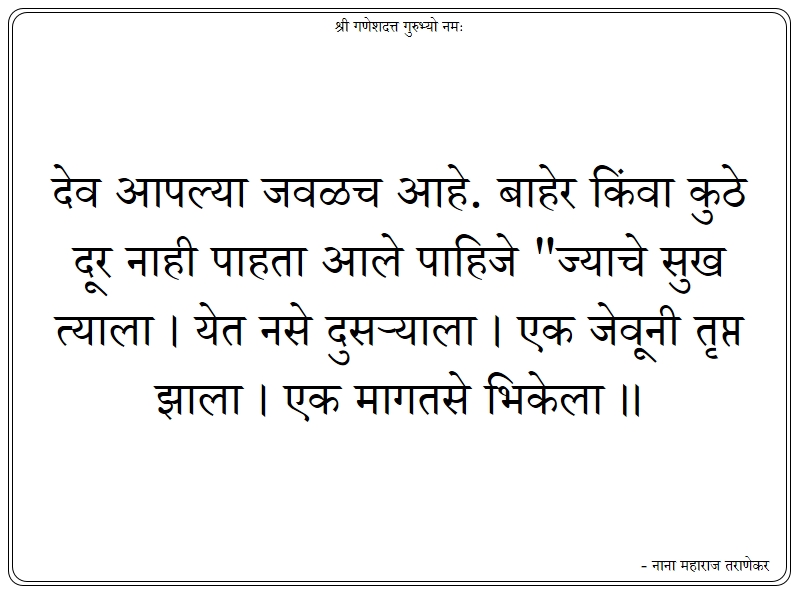 श्री गणेशदत्त गुरुभ्यो नमः
देव आपल्या जवळच आहे. बाहेर किंवा कुठे
दूर नाही पाहता आले पाहिजे "ज्याचे सुख
त्याला । येत नसे दुसऱ्याला । एक जेवूनी तृप्त
झाला । एक मागतसे भिकेला ॥
- नाना महाराज तराणेकर